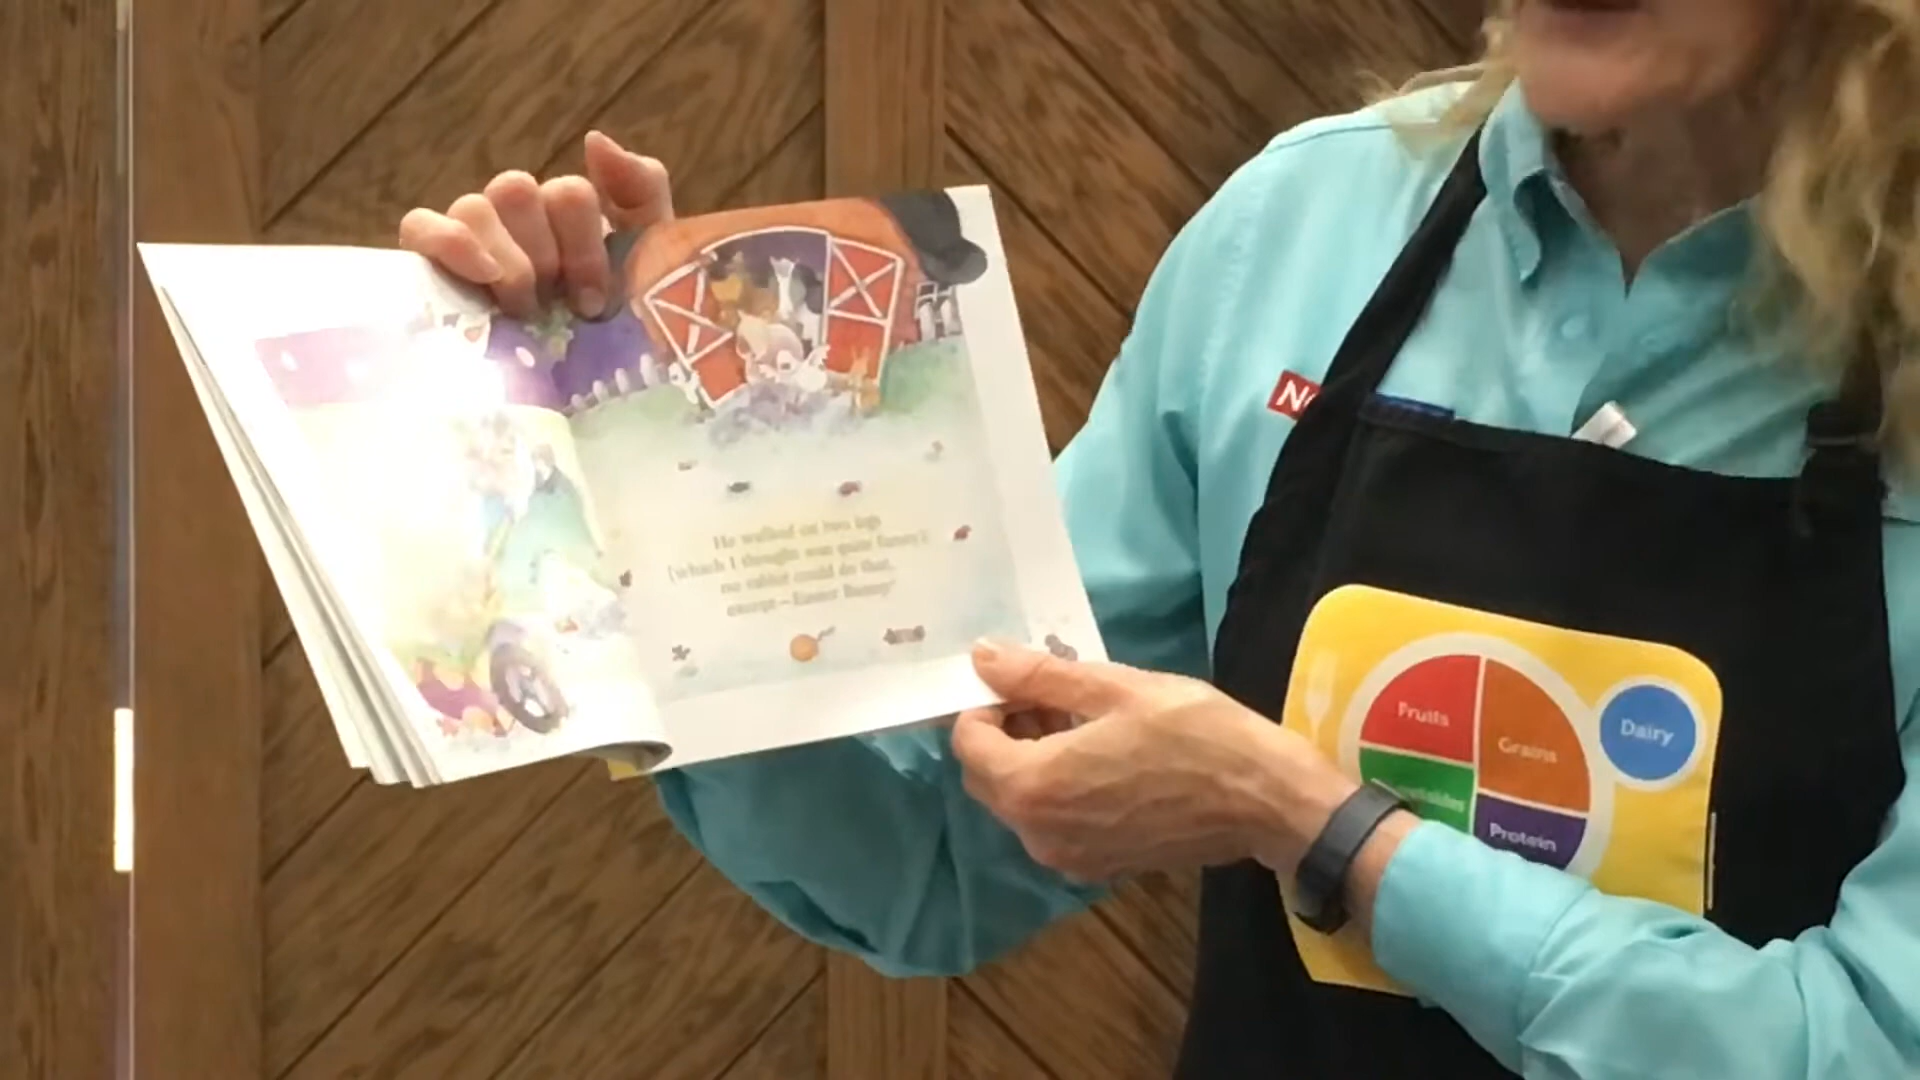 He walked on two legs
(which I thought was quite funny);
no rabbit could do that,
except—Easter Bunny!
N
Fruits
Grains
Dairy
Protein